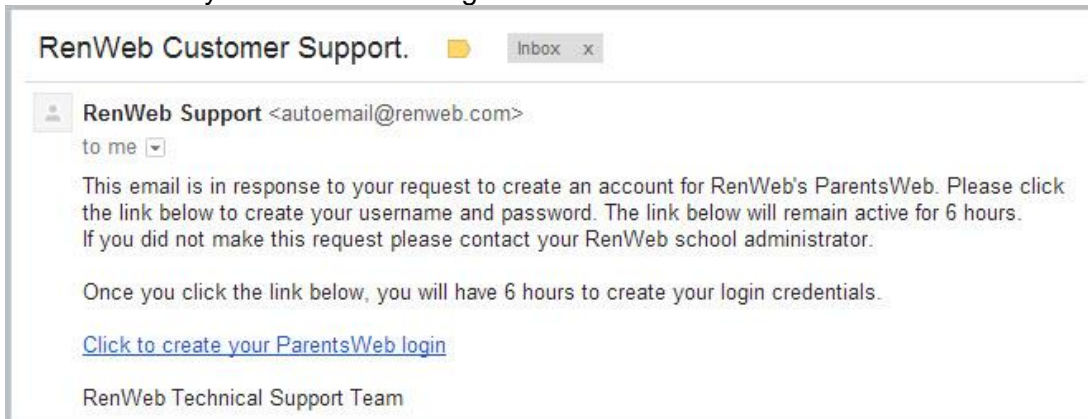 RenWeb Customer Support.
Inbox x
RenWeb Support <autoemail@renweb.com>
to me
This email is in response to your request to create an account for RenWeb's ParentsWeb. Please click
the link below to create your username and password. The link below will remain active for 6 hours.
If you did not make this request please contact your RenWeb school administrator.
Once you click the link below, you will have 6 hours to create your login credentials.
Click to create your ParentsWeb login
RenWeb Technical Support Team